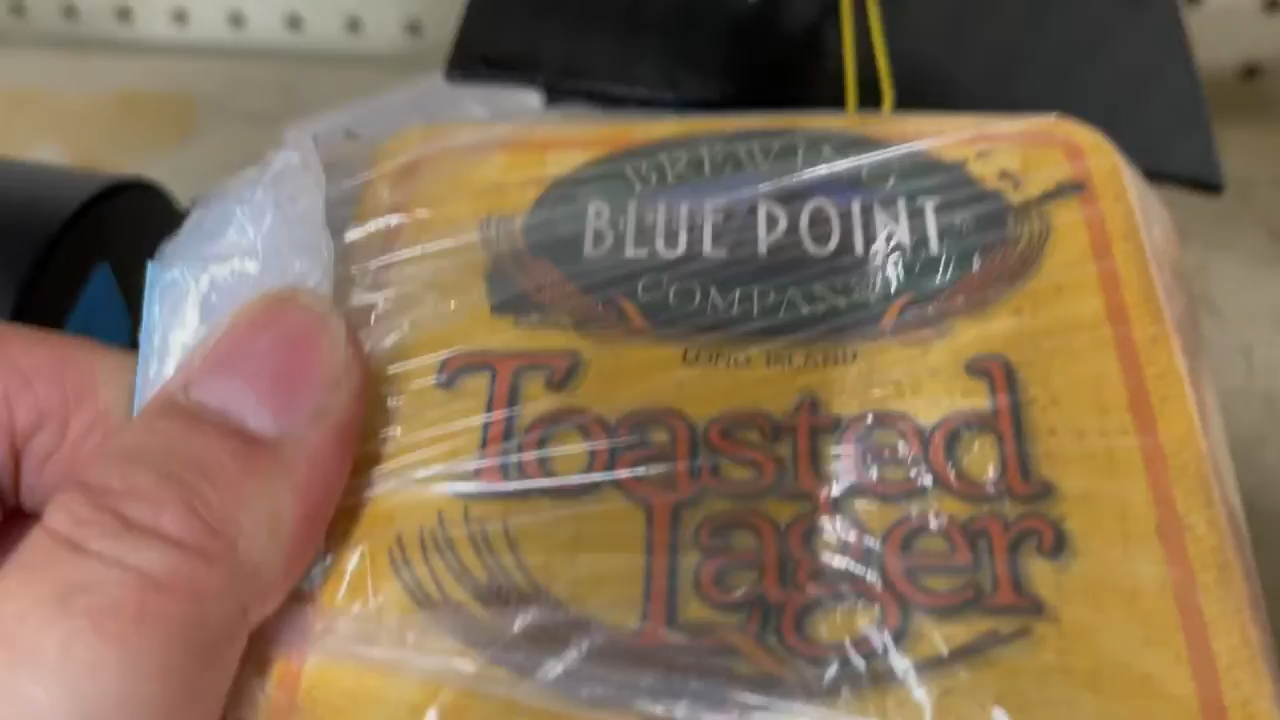 BREWING
BLUE POINT
COMPANY
LONG ISLAND
Toasted
Lager